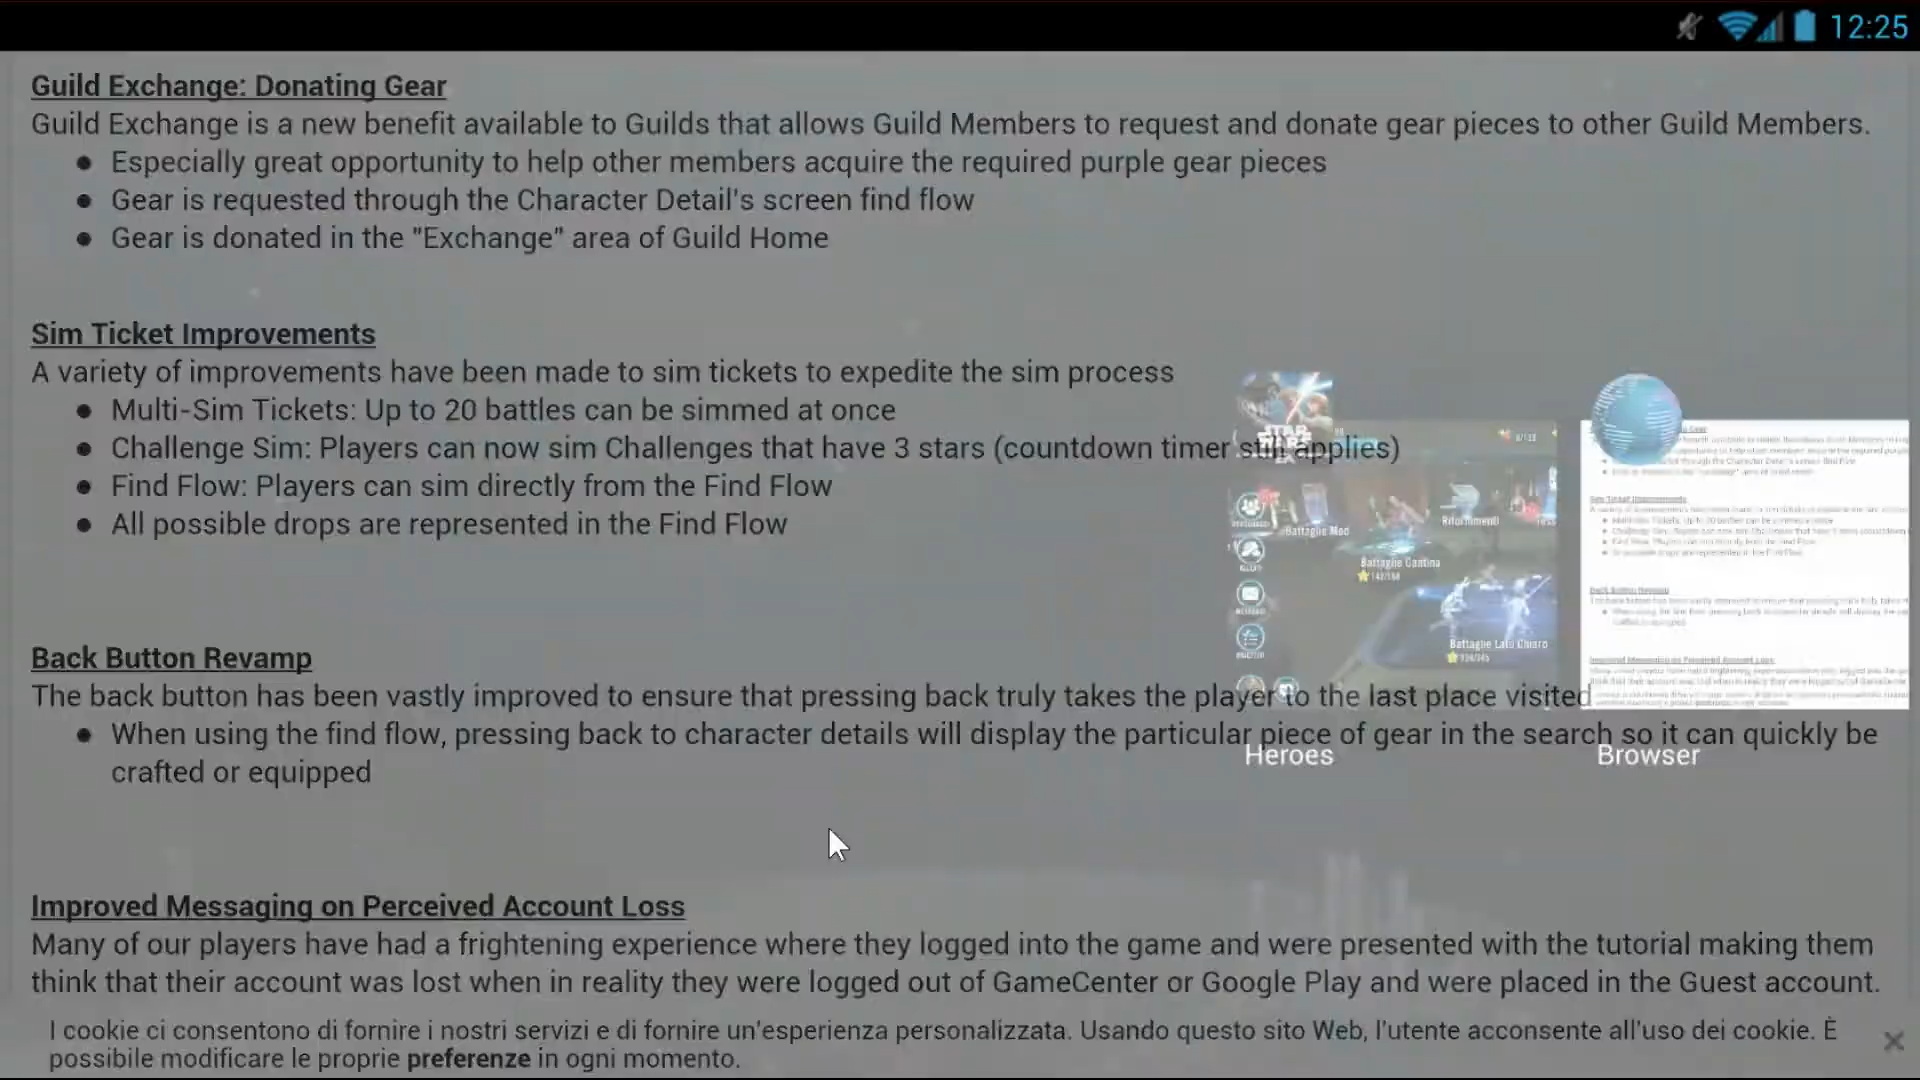 12:25
Guild Exchange: Donating Gear
Guild Exchange is a new benefit available to Guilds that allows Guild Members to request and donate gear pieces to other Guild Members.
● Especially great opportunity to help other members acquire the required purple gear pieces
● Gear is requested through the Character Detail's screen find flow
● Gear is donated in the "Exchange" area of Guild Home
Sim Ticket Improvements
A variety of improvements have been made to sim tickets to expedite the sim process
● Multi-Sim Tickets: Up to 20 battles can be simmed at once
● Challenge Sim: Players can now sim Challenges that have 3 stars (countdown timer still applies)
● Find Flow: Players can sim directly from the Find Flow
● All possible drops are represented in the Find Flow
STAR WARS
Battaglie Mod
Rifornimenti
Battaglie Cantina
Battaglie Lato Chiaro
Back Button Revamp
The back button has been vastly improved to ensure that pressing back truly takes the player to the last place visited
● When using the find flow, pressing back to character details will display the particular piece of gear in the search so it can quickly be
crafted or equipped
Heroes
Browser
Improved Messaging on Perceived Account Loss
Many of our players have had a frightening experience where they logged into the game and were presented with the tutorial making them
think that their account was lost when in reality they were logged out of GameCenter or Google Play and were placed in the Guest account.
I cookie ci consentono di fornire i nostri servizi e di fornire un'esperienza personalizzata. Usando questo sito Web, l'utente acconsente all'uso dei cookie. È
possibile modificare le proprie preferenze in ogni momento.